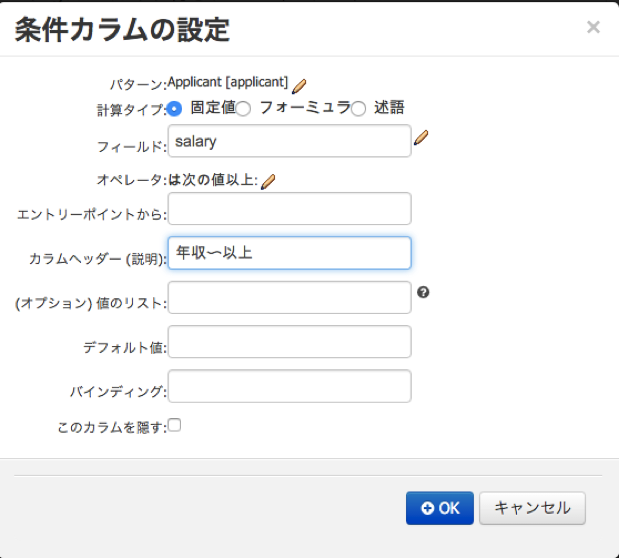 条件カラムの設定 ×
パターン:Applicant [applicant]
計算タイプ: 固定値 フォーミュラ 述語
フィールド: salary
オペレータ:は次の値以上:
エントリーポイントから:
カラムヘッダー (説明): 年収〜以上
(オプション) 値のリスト: ?
デフォルト値:
バインディング:
このカラムを隠す:
OK キャンセル